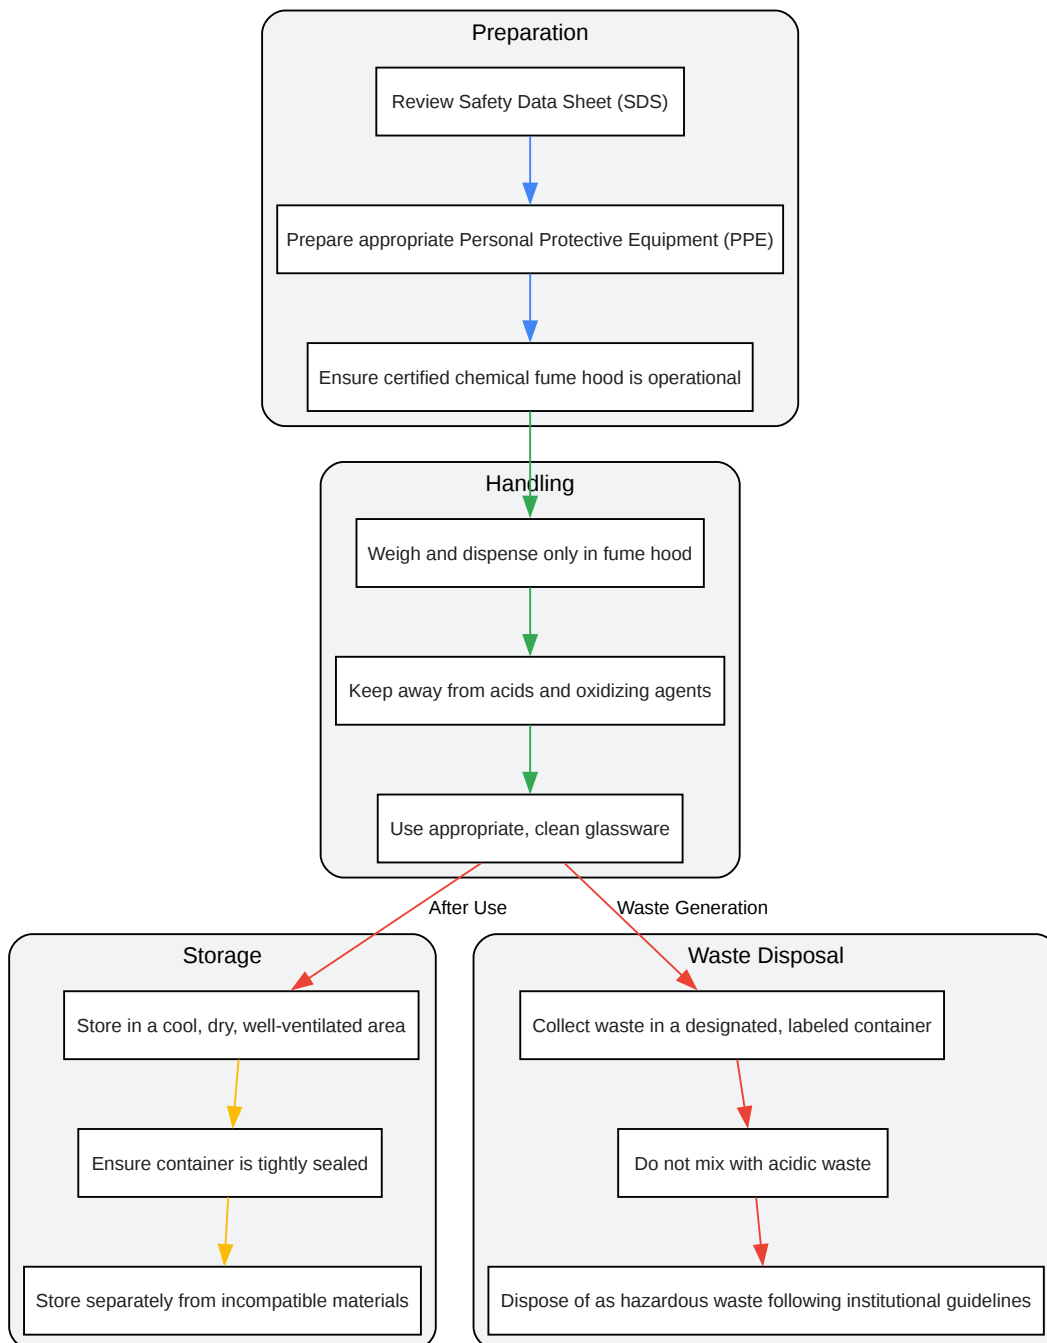 Preparation
Review Safety Data Sheet (SDS)
Prepare appropriate Personal Protective Equipment (PPE)
Ensure certified chemical fume hood is operational
Handling
Weigh and dispense only in fume hood
Keep away from acids and oxidizing agents
Use appropriate, clean glassware
After Use
Waste Generation
Storage
Store in a cool, dry, well-ventilated area
Ensure container is tightly sealed
Store separately from incompatible materials
Waste Disposal
Collect waste in a designated, labeled container
Do not mix with acidic waste
Dispose of as hazardous waste following institutional guidelines